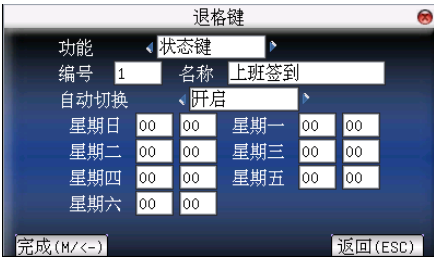 退格键
功能 状态键
编号 1 名称 上班签到
自动切换 开启
星期日 00 00 星期一 00 00
星期二 00 00 星期三 00 00
星期四 00 00 星期五 00 00
星期六 00 00
完成(M/<-) 返回(ESC)